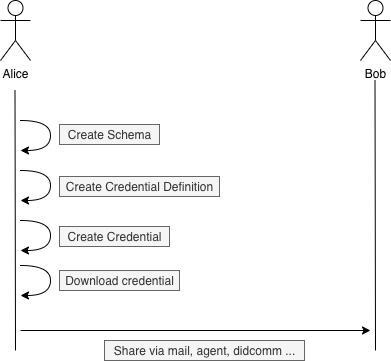 Alice
Bob
Create Schema
Create Credential Definition
Create Credential
Download credential
Share via mail, agent, didcomm ...